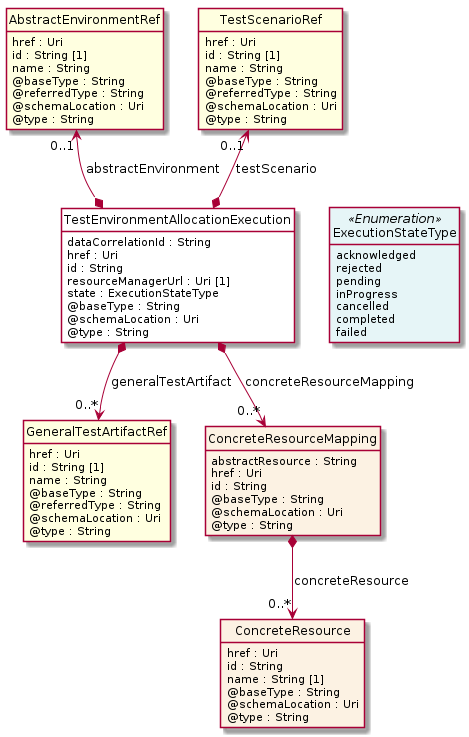 AbstractEnvironmentRef
href : Uri
id : String [1]
name : String
@baseType : String
@referredType : String
@schemaLocation : Uri
@type : String
TestScenarioRef
href : Uri
id : String [1]
name : String
@baseType : String
@referredType : String
@schemaLocation : Uri
@type : String
0..1
abstractEnvironment
0..1
testScenario
TestEnvironmentAllocationExecution
dataCorrelationId : String
href : Uri
id : String
resourceManagerUrl : Uri [1]
state : ExecutionStateType
@baseType : String
@schemaLocation : Uri
@type : String
«Enumeration»
ExecutionStateType
acknowledged
rejected
pending
inProgress
cancelled
completed
failed
generalTestArtifact
0..*
concreteResourceMapping
0..*
GeneralTestArtifactRef
href : Uri
id : String [1]
name : String
@baseType : String
@referredType : String
@schemaLocation : Uri
@type : String
ConcreteResourceMapping
abstractResource : String
href : Uri
id : String
@baseType : String
@schemaLocation : Uri
@type : String
concreteResource
0..*
ConcreteResource
href : Uri
id : String
name : String [1]
@baseType : String
@schemaLocation : Uri
@type : String